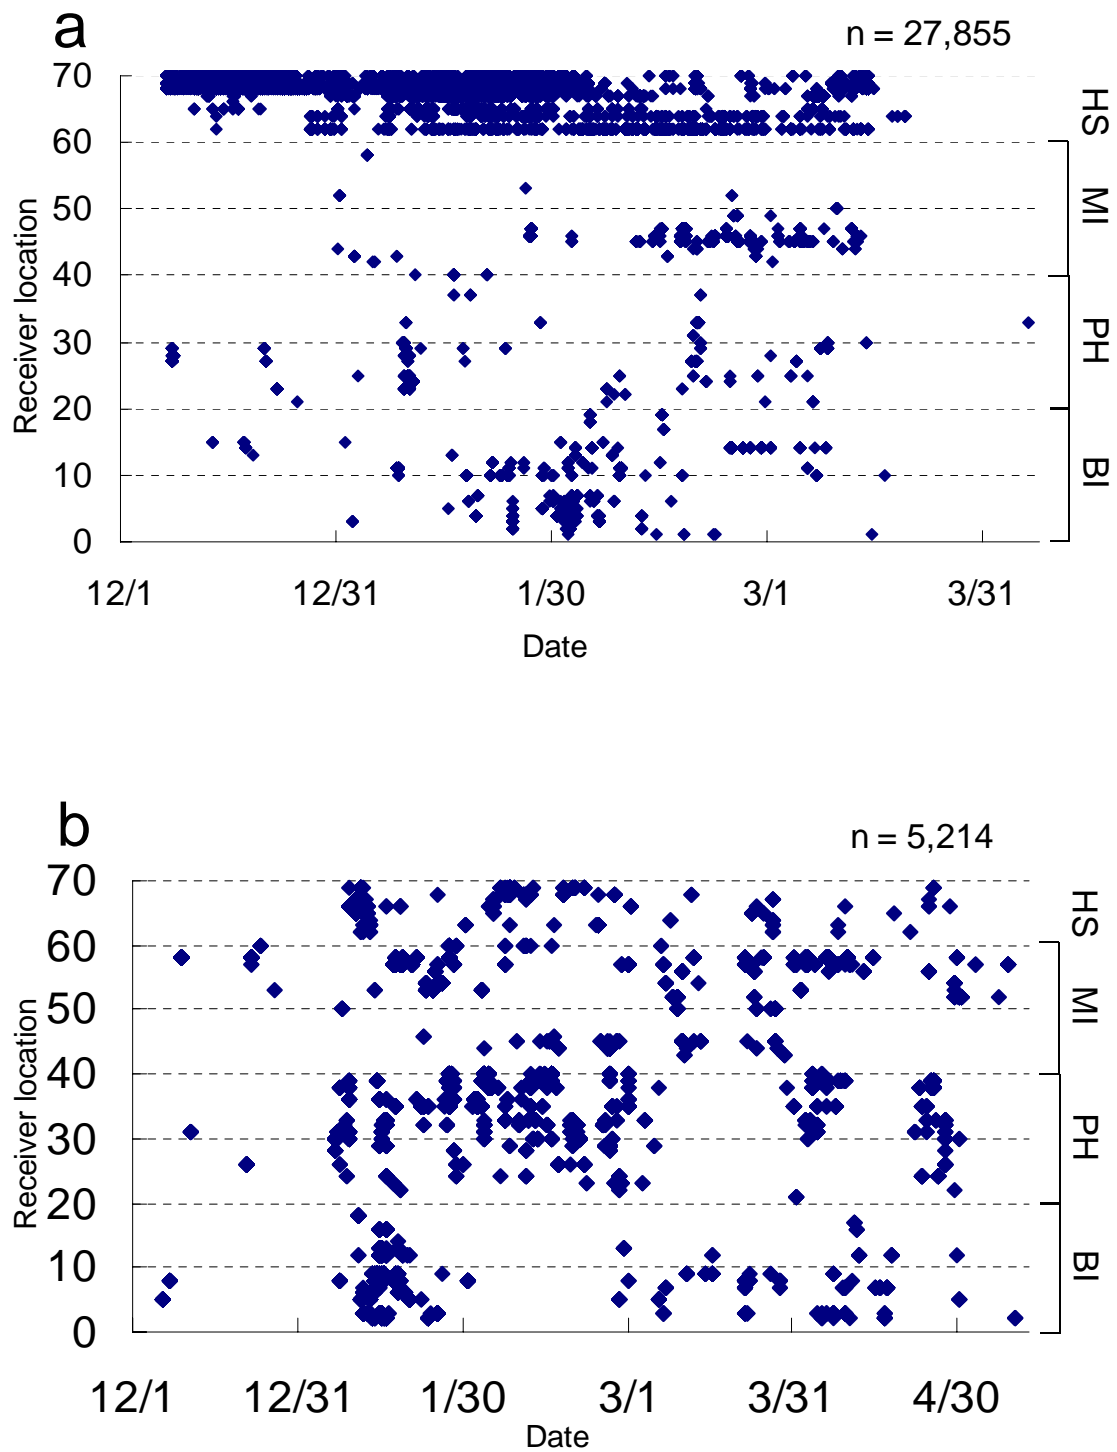 a
n = 27,855
70
60
50
40
30
20
10
0
Receiver location
HS
MI
PH
BI
12/1 12/31 1/30 3/1 3/31
Date
b
n = 5,214
70
60
50
40
30
20
10
0
Receiver location
HS
MI
PH
BI
12/1 12/31 1/30 3/1 3/31 4/30
Date